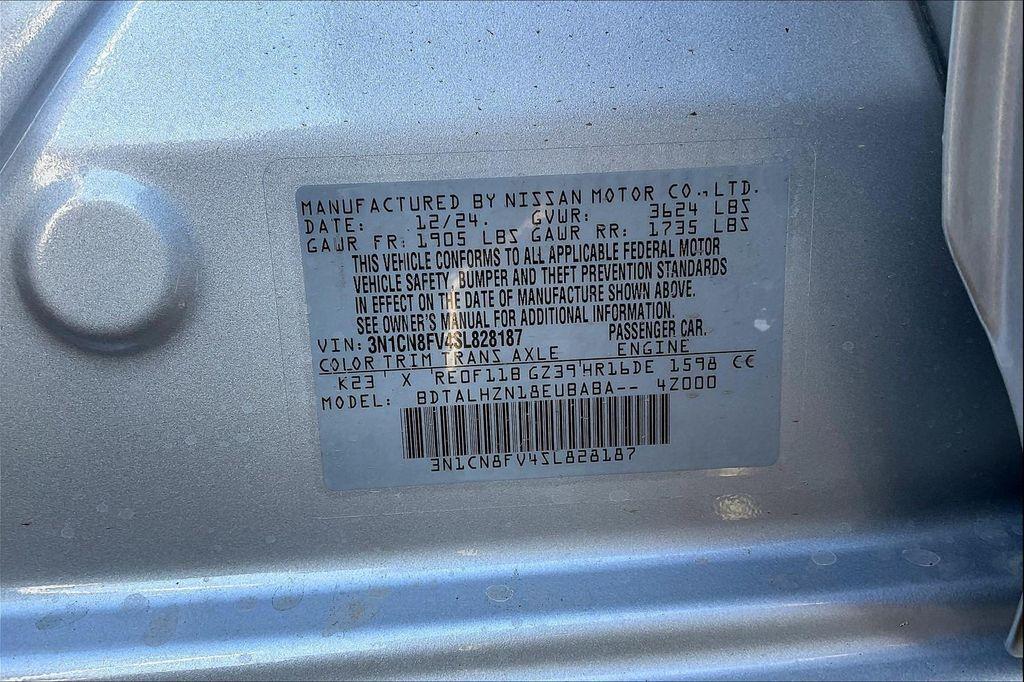 MANUFACTURED BY NISSAN MOTOR CO.,LTD.
DATE: 12/24. GVWR: 3624 LBS
GAWR FR: 1905 LBS GAWR RR: 1735 LBS
THIS VEHICLE CONFORMS TO ALL APPLICABLE FEDERAL MOTOR
VEHICLE SAFETY, BUMPER AND THEFT PREVENTION STANDARDS
IN EFFECT ON THE DATE OF MANUFACTURE SHOWN ABOVE.
SEE OWNER'S MANUAL FOR ADDITIONAL INFORMATION.
VIN: 3N1CN8FV4SL828187 PASSENGER CAR.
COLOR TRIM TRANS AXLE ENGINE
K23 X RE0F11B GZ39 HR16DE 1598 CC
MODEL: BDTALHZN18EUBABA-- 4Z000
3N1CN8FV4SL828187